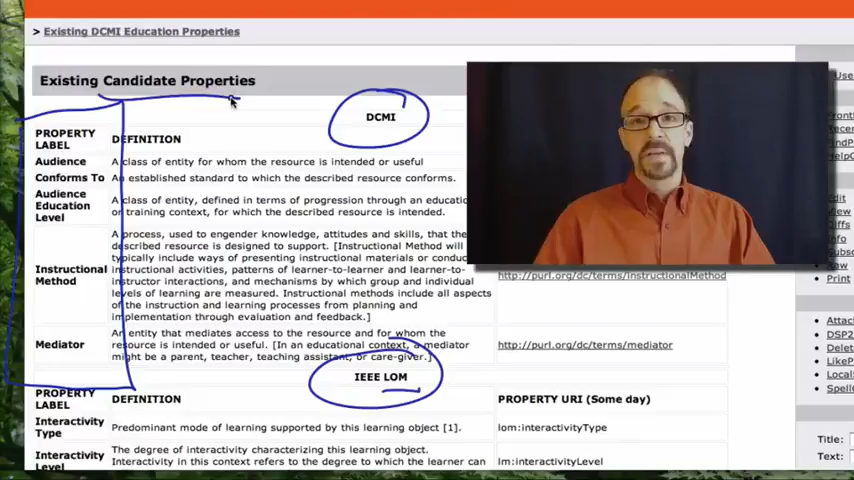 > Existing DCMI Education Properties
Existing Candidate Properties
DCMI
PROPERTY
LABEL
DEFINITION
Audience
A class of entity for whom the resource is intended or useful
Conforms To
An established standard to which the described resource conforms.
Audience
Education
Level
A class of entity, defined in terms of progression through an
or training context, for which the described resource is intended.
Instructional
Method
A process, used to engender knowledge, attitudes and skills, that the
described resource is designed to support. [Instructional Method will
typically include ways of presenting instructional materials or
instructional activities, patterns of learner-to-learner and learner-to-
instructor interactions, and mechanisms by which group and individual
levels of learning are measured. Instructional methods include all aspects
of the instruction and learning processes from planning and
implementation through evaluation and feedback.]
http://purl.org/dc/terms/instructionalMethod
Mediator
An entity that mediates access to the resource and for whom the
resource is intended or useful. [In an educational context, a mediator
might be a parent, teacher, teaching assistant, or care-giver.]
http://purl.org/dc/terms/mediator
IEEE LOM
PROPERTY
LABEL
DEFINITION
PROPERTY URI (Some day)
Interactivity
Type
Predominant mode of learning supported by this learning object [1].
lom:interactivityType
Interactivity
Level
The degree of interactivity characterizing this learning object.
Interactivity in this context refers to the degree to which the learner can
lm:interactivityLevel
Edit
View
Diffs
Info
Raw
Print
Title:
Text: